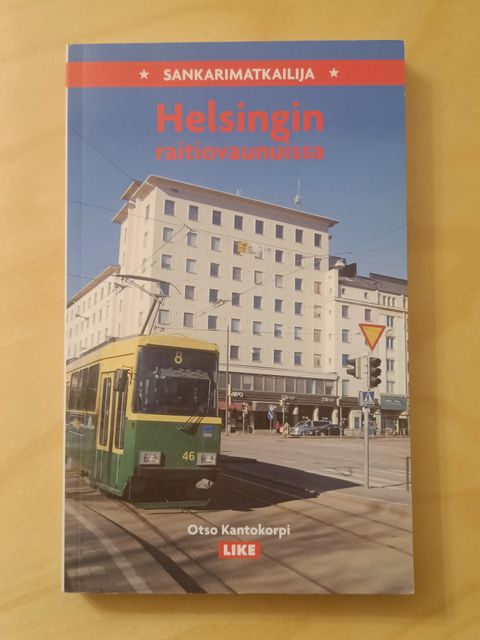 ★ SANKARIMATKAILIJA ★
Helsingin
raitiovaunuissa
8
46
Otso Kantokorpi
LIKE